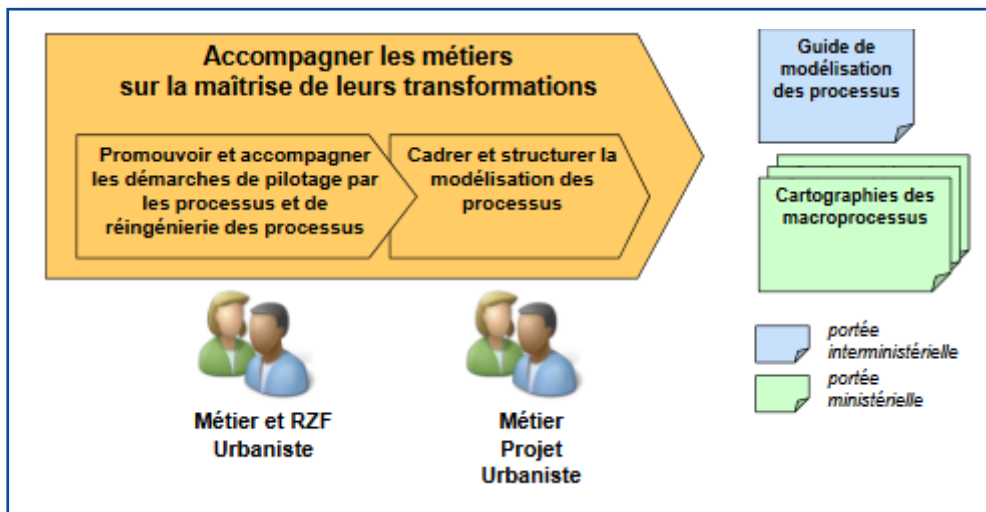 Accompagner les métiers
sur la maîtrise de leurs transformations
Promouvoir et accompagner
les démarches de pilotage par
les processus et de
réingénierie des processus
Cadrer et structurer la
modélisation des
processus
Métier et RZF
Urbaniste
Métier
Projet
Urbaniste
Guide de
modélisation
des processus
Cartographies des
macroprocessus
portée
interministérielle
portée
ministérielle